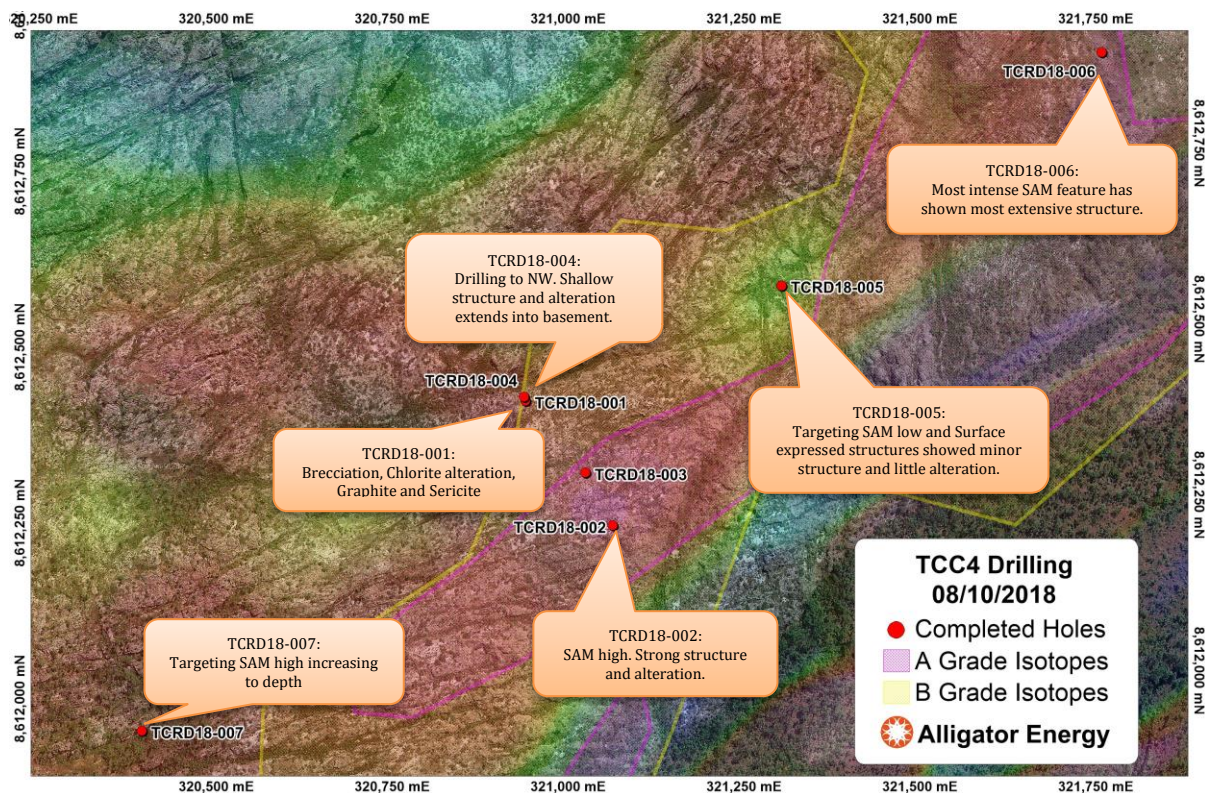 20,250 mE
320,500 mE
320,750 mE
321,000 mE
321,250 mE
321,500 mE
321,750 mE
8,612,750 mN
8,612,500 mN
8,612,250 mN
8,612,000 mN
8,612,750 mN
8,612,500 mN
8,612,250 mN
8,612,000 mN
TCRD18-006
TCRD18-006:
Most intense SAM feature has
shown most extensive structure.
TCRD18-004:
Drilling to NW. Shallow
structure and alteration
extends into basement.
TCRD18-005
TCRD18-004
TCRD18-001
TCRD18-005:
Targeting SAM low and Surface
expressed structures showed minor
structure and little alteration.
TCRD18-001:
Brecciation, Chlorite alteration,
Graphite and Sericite
TCRD18-003
TCRD18-002
TCRD18-002:
SAM high. Strong structure
and alteration.
TCRD18-007:
Targeting SAM high increasing
to depth
TCRD18-007
TCC4 Drilling
08/10/2018
Completed Holes
A Grade Isotopes
B Grade Isotopes
Alligator Energy
320,500 mE
320,750 mE
321,000 mE
321,250 mE
321,500 mE
321,750 mE